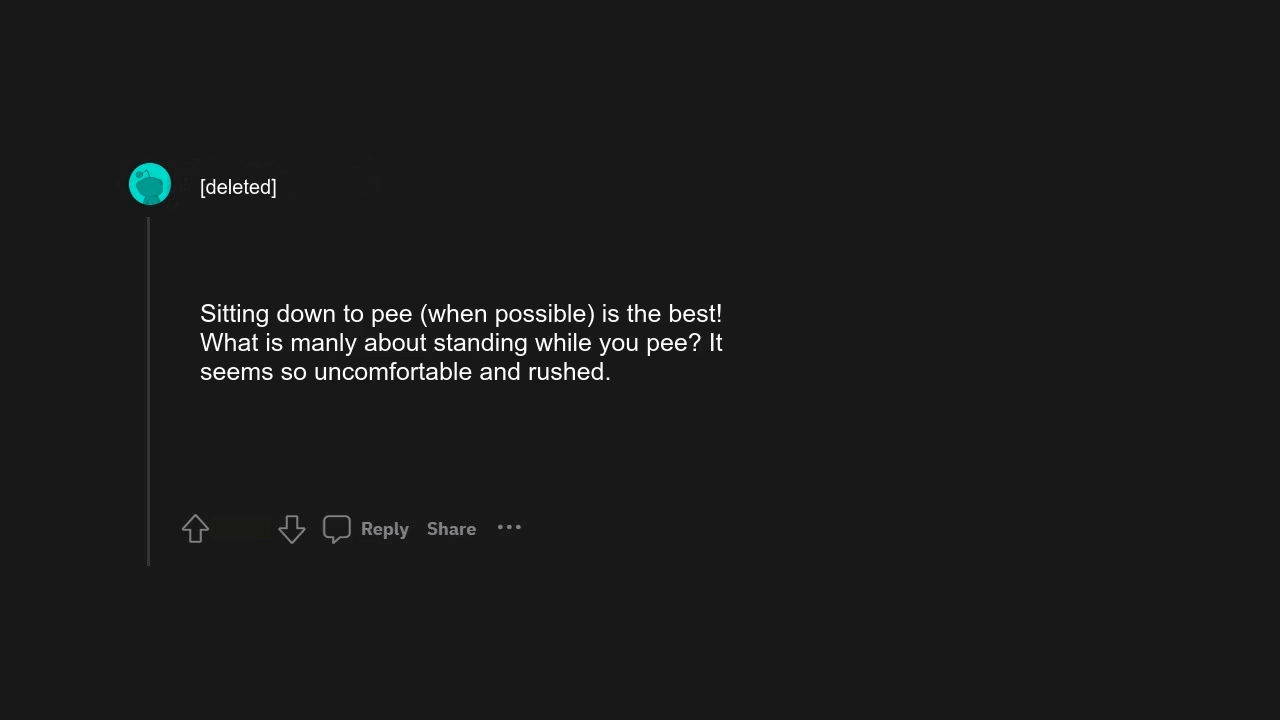 [deleted]
Sitting down to pee (when possible) is the best!
What is manly about standing while you pee? It
seems so uncomfortable and rushed.
Reply Share